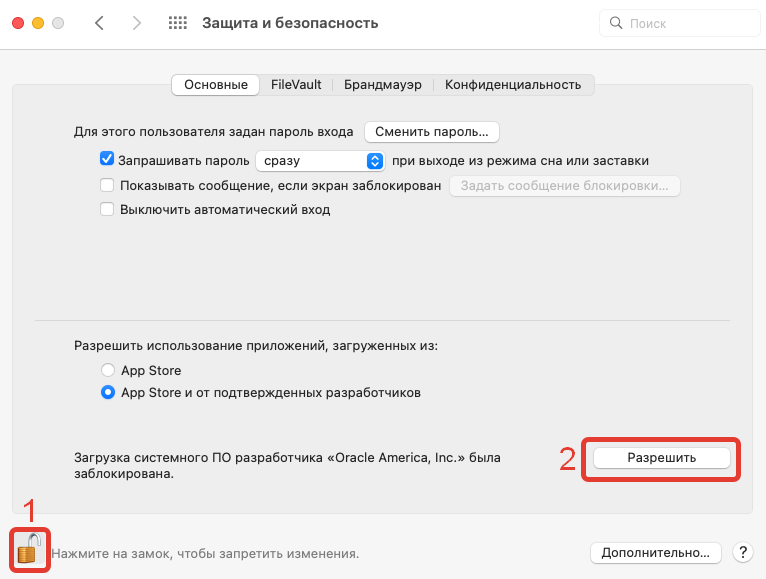 Защита и безопасность
Поиск
Основные FileVault Брандмауэр Конфиденциальность
Для этого пользователя задан пароль входа Сменить пароль...
Запрашивать пароль сразу при выходе из режима сна или заставки
Показывать сообщение, если экран заблокирован Задать сообщение блокировки...
Выключить автоматический вход
Разрешить использование приложений, загруженных из:
App Store
App Store и от подтвержденных разработчиков
Загрузка системного ПО разработчика «Oracle America, Inc.» была
заблокирована.
2 Разрешить
1
Нажмите на замок, чтобы запретить изменения.
Дополнительно... ?